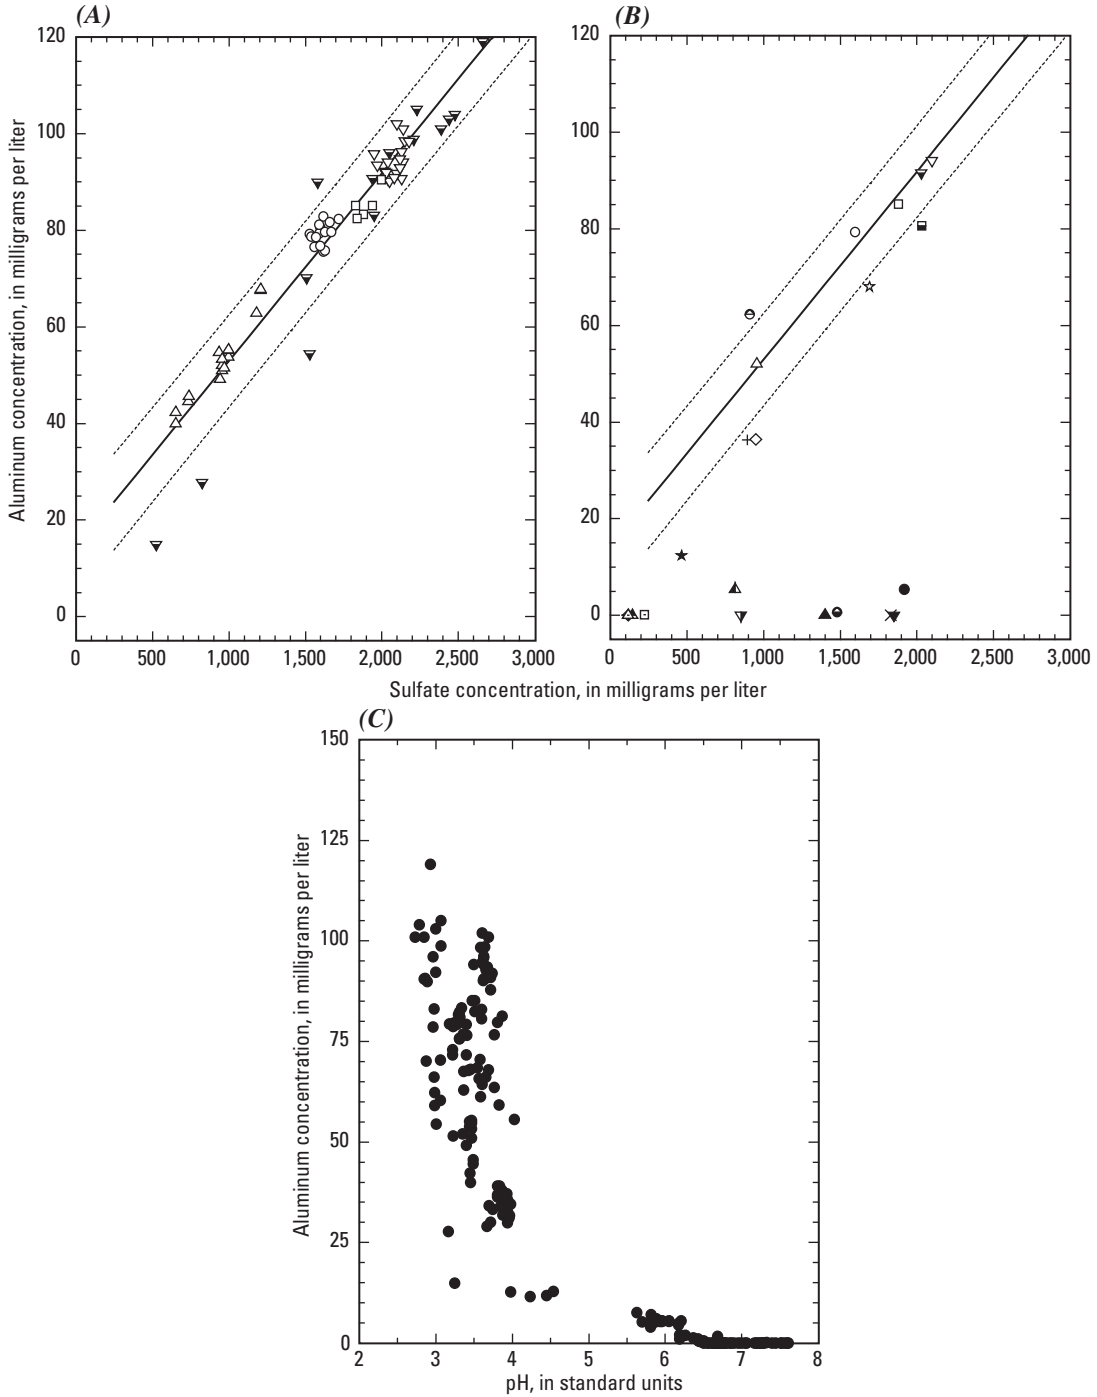 (A)
(B)
120
100
80
60
40
20
0
Aluminum concentration, in milligrams per liter
0 500 1,000 1,500 2,000 2,500 3,000
120
100
80
60
40
20
0
0 500 1,000 1,500 2,000 2,500 3,000
Sulfate concentration, in milligrams per liter
(C)
150
125
100
75
50
25
0
Aluminum concentration, in milligrams per liter
2 3 4 5 6 7 8
pH, in standard units